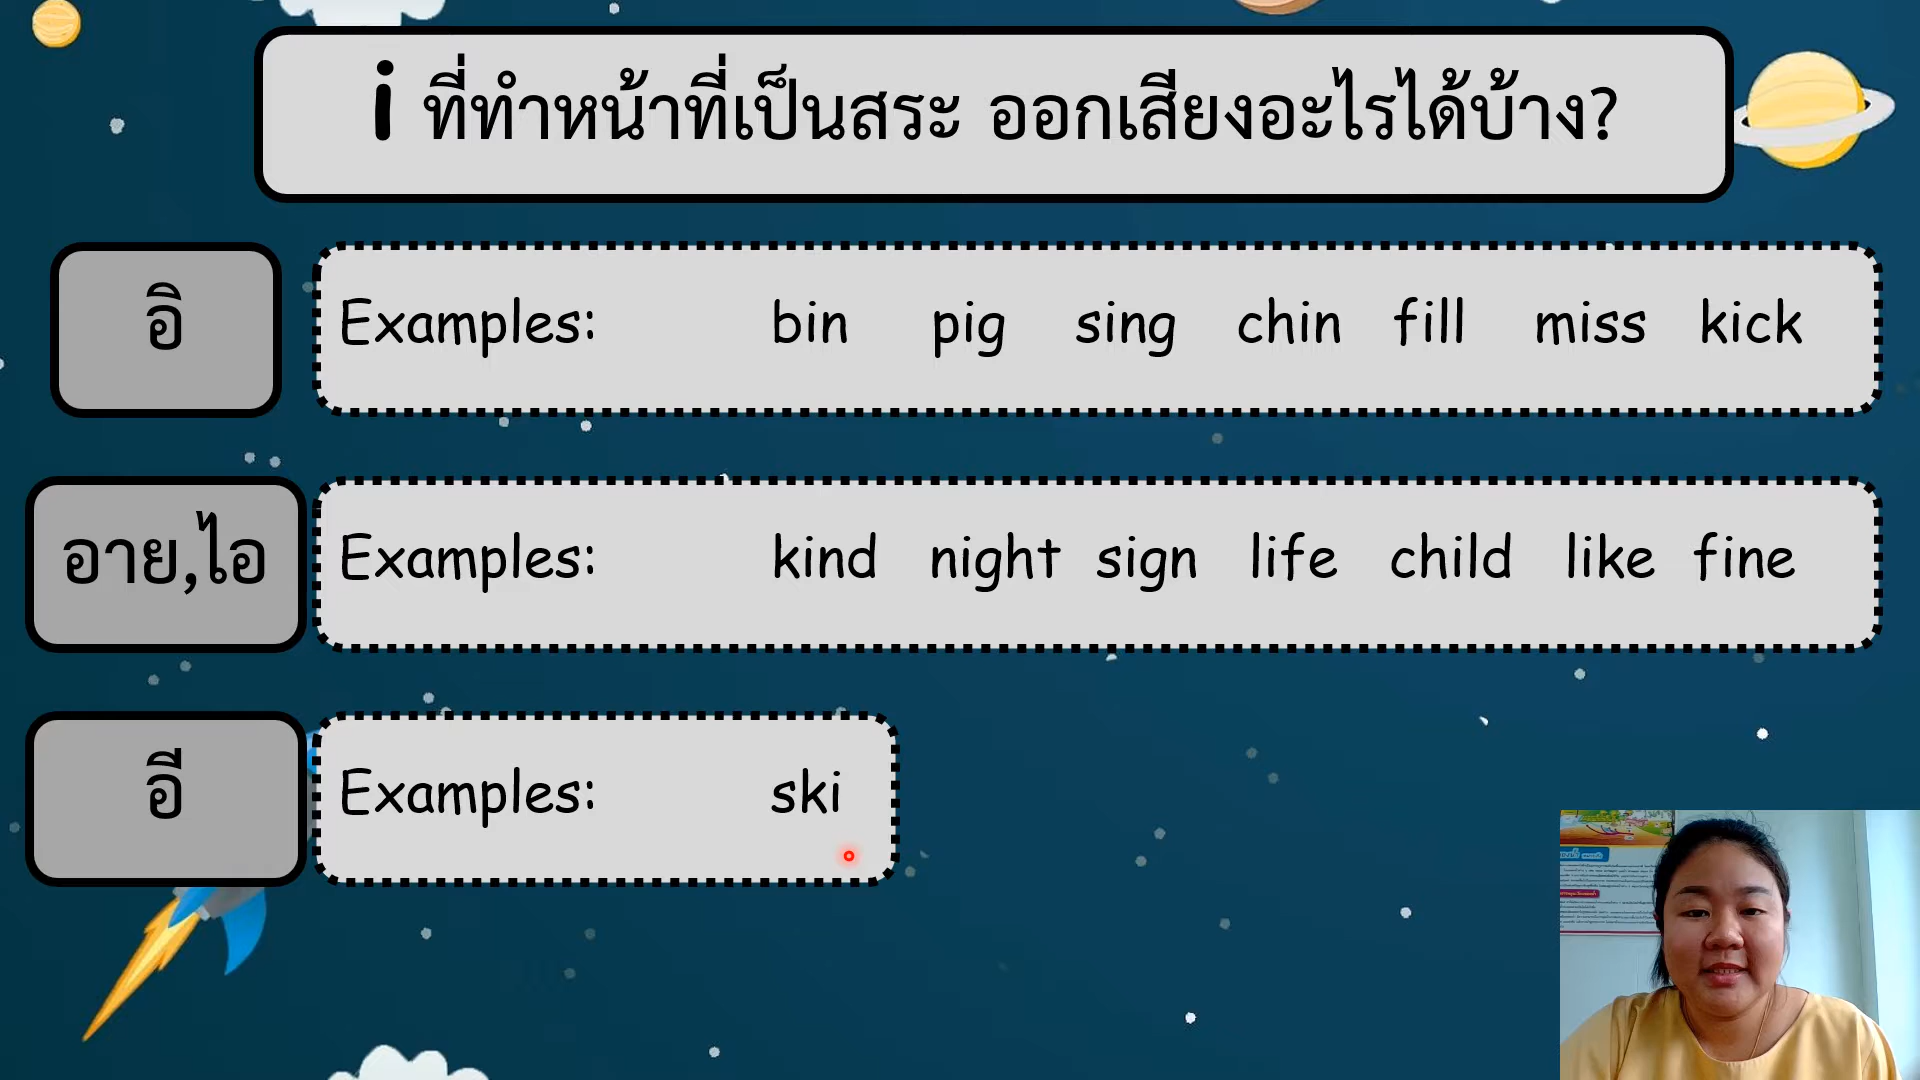 i ที่ทำหน้าที่เป็นสระ ออกเสียงอะไรได้บ้าง?
อิ
Examples: bin pig sing chin fill miss kick
อาย,ไอ
Examples: kind night sign life child like fine
อี
Examples: ski